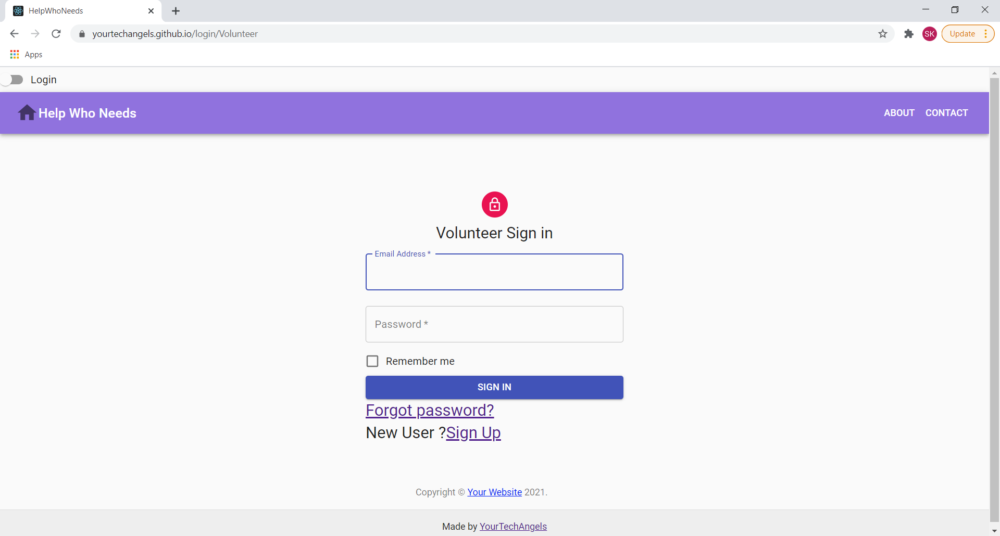 HelpWhoNeeds
yourtechangels.github.io/login/Volunteer
SK
Update
Apps
Login
Help Who Needs
ABOUT CONTACT
Volunteer Sign in
Email Address *
Password *
Remember me
SIGN IN
Forgot password?
New User ?Sign Up
Copyright © Your Website 2021.
Made by YourTechAngels